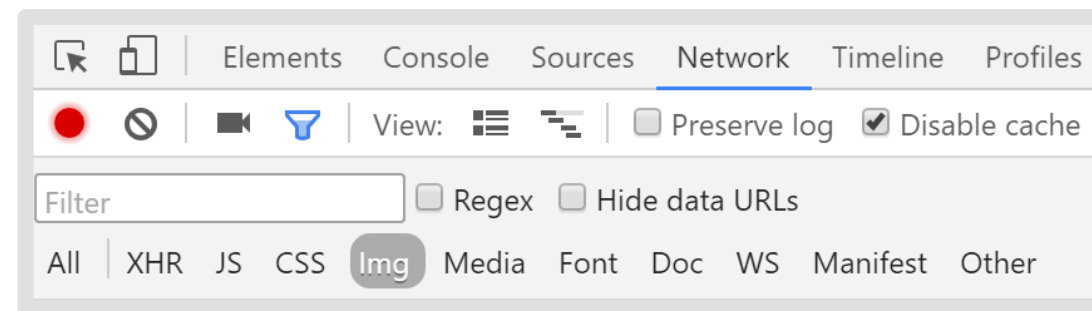 Elements Console Sources Network Timeline Profiles
View: Preserve log Disable cache
Filter Regex Hide data URLs
All XHR JS CSS Img Media Font Doc WS Manifest Other